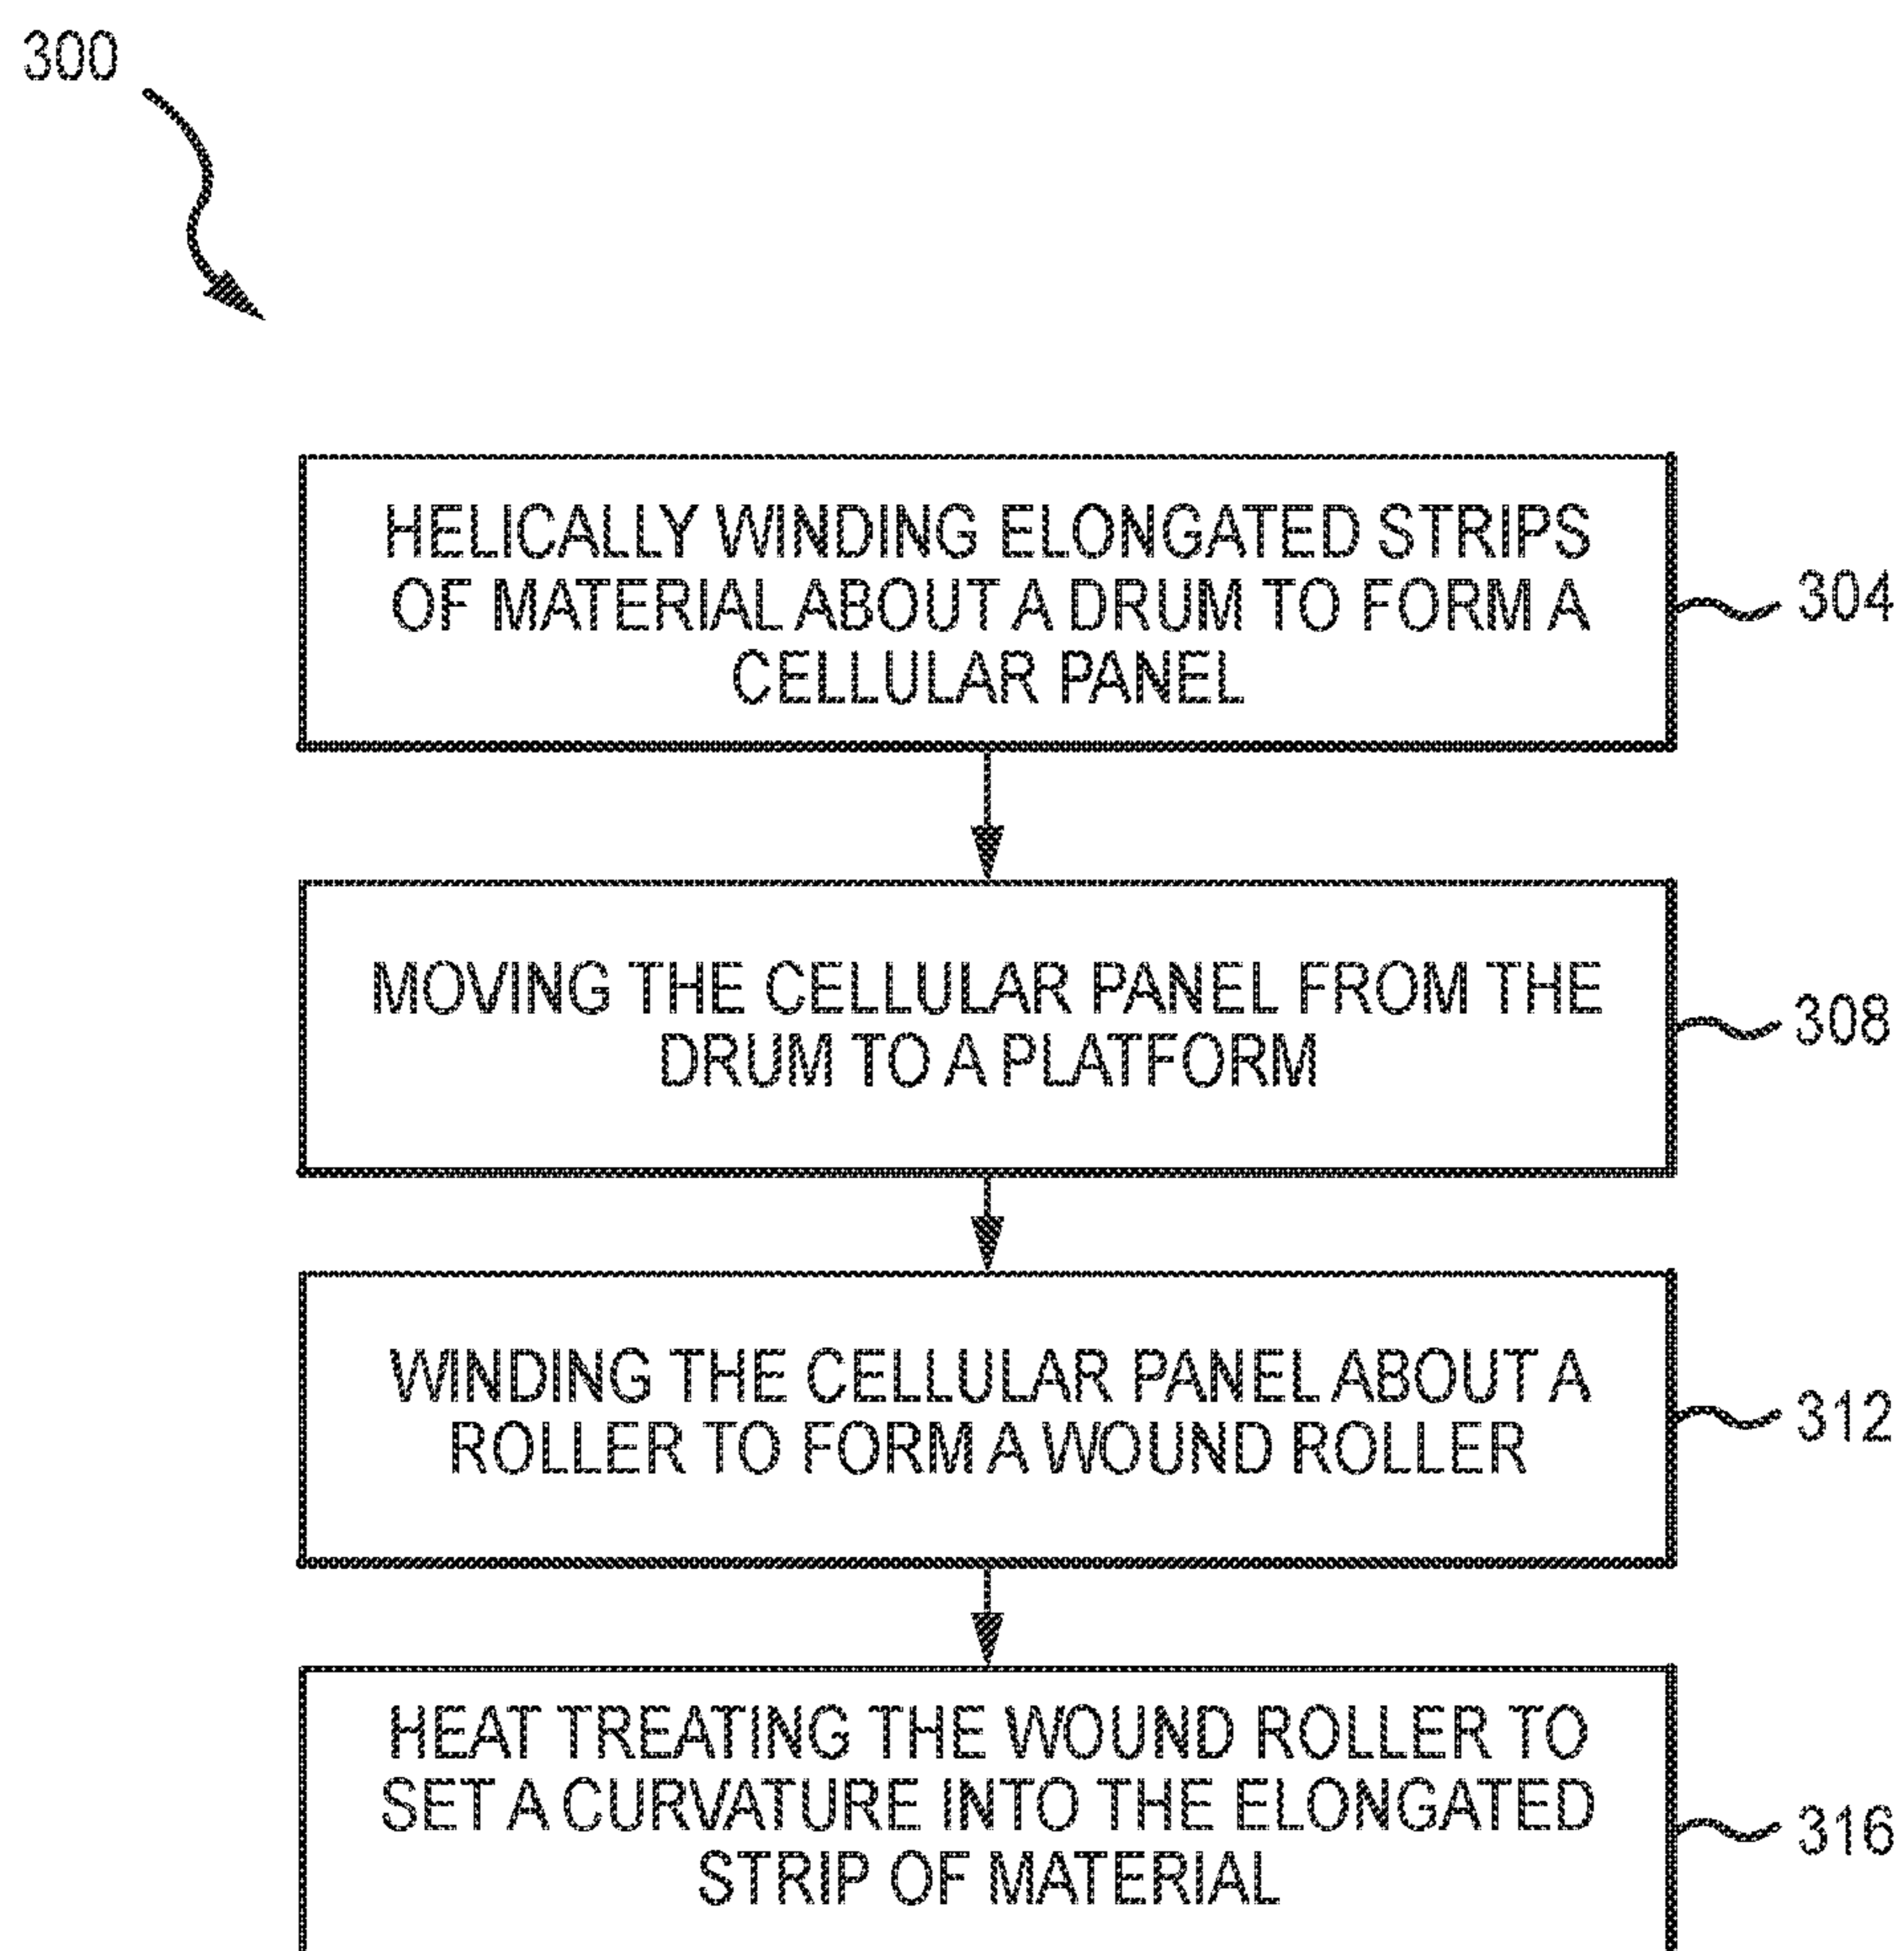 300
HELICALLY WINDING ELONGATED STRIPS
OF MATERIAL ABOUT A DRUM TO FORM A
CELLULAR PANEL
304
MOVING THE CELLULAR PANEL FROM THE
DRUM TO A PLATFORM
308
WINDING THE CELLULAR PANEL ABOUT A
ROLLER TO FORM A WOUND ROLLER
312
HEAT TREATING THE WOUND ROLLER TO
SET A CURVATURE INTO THE ELONGATED
STRIP OF MATERIAL
316